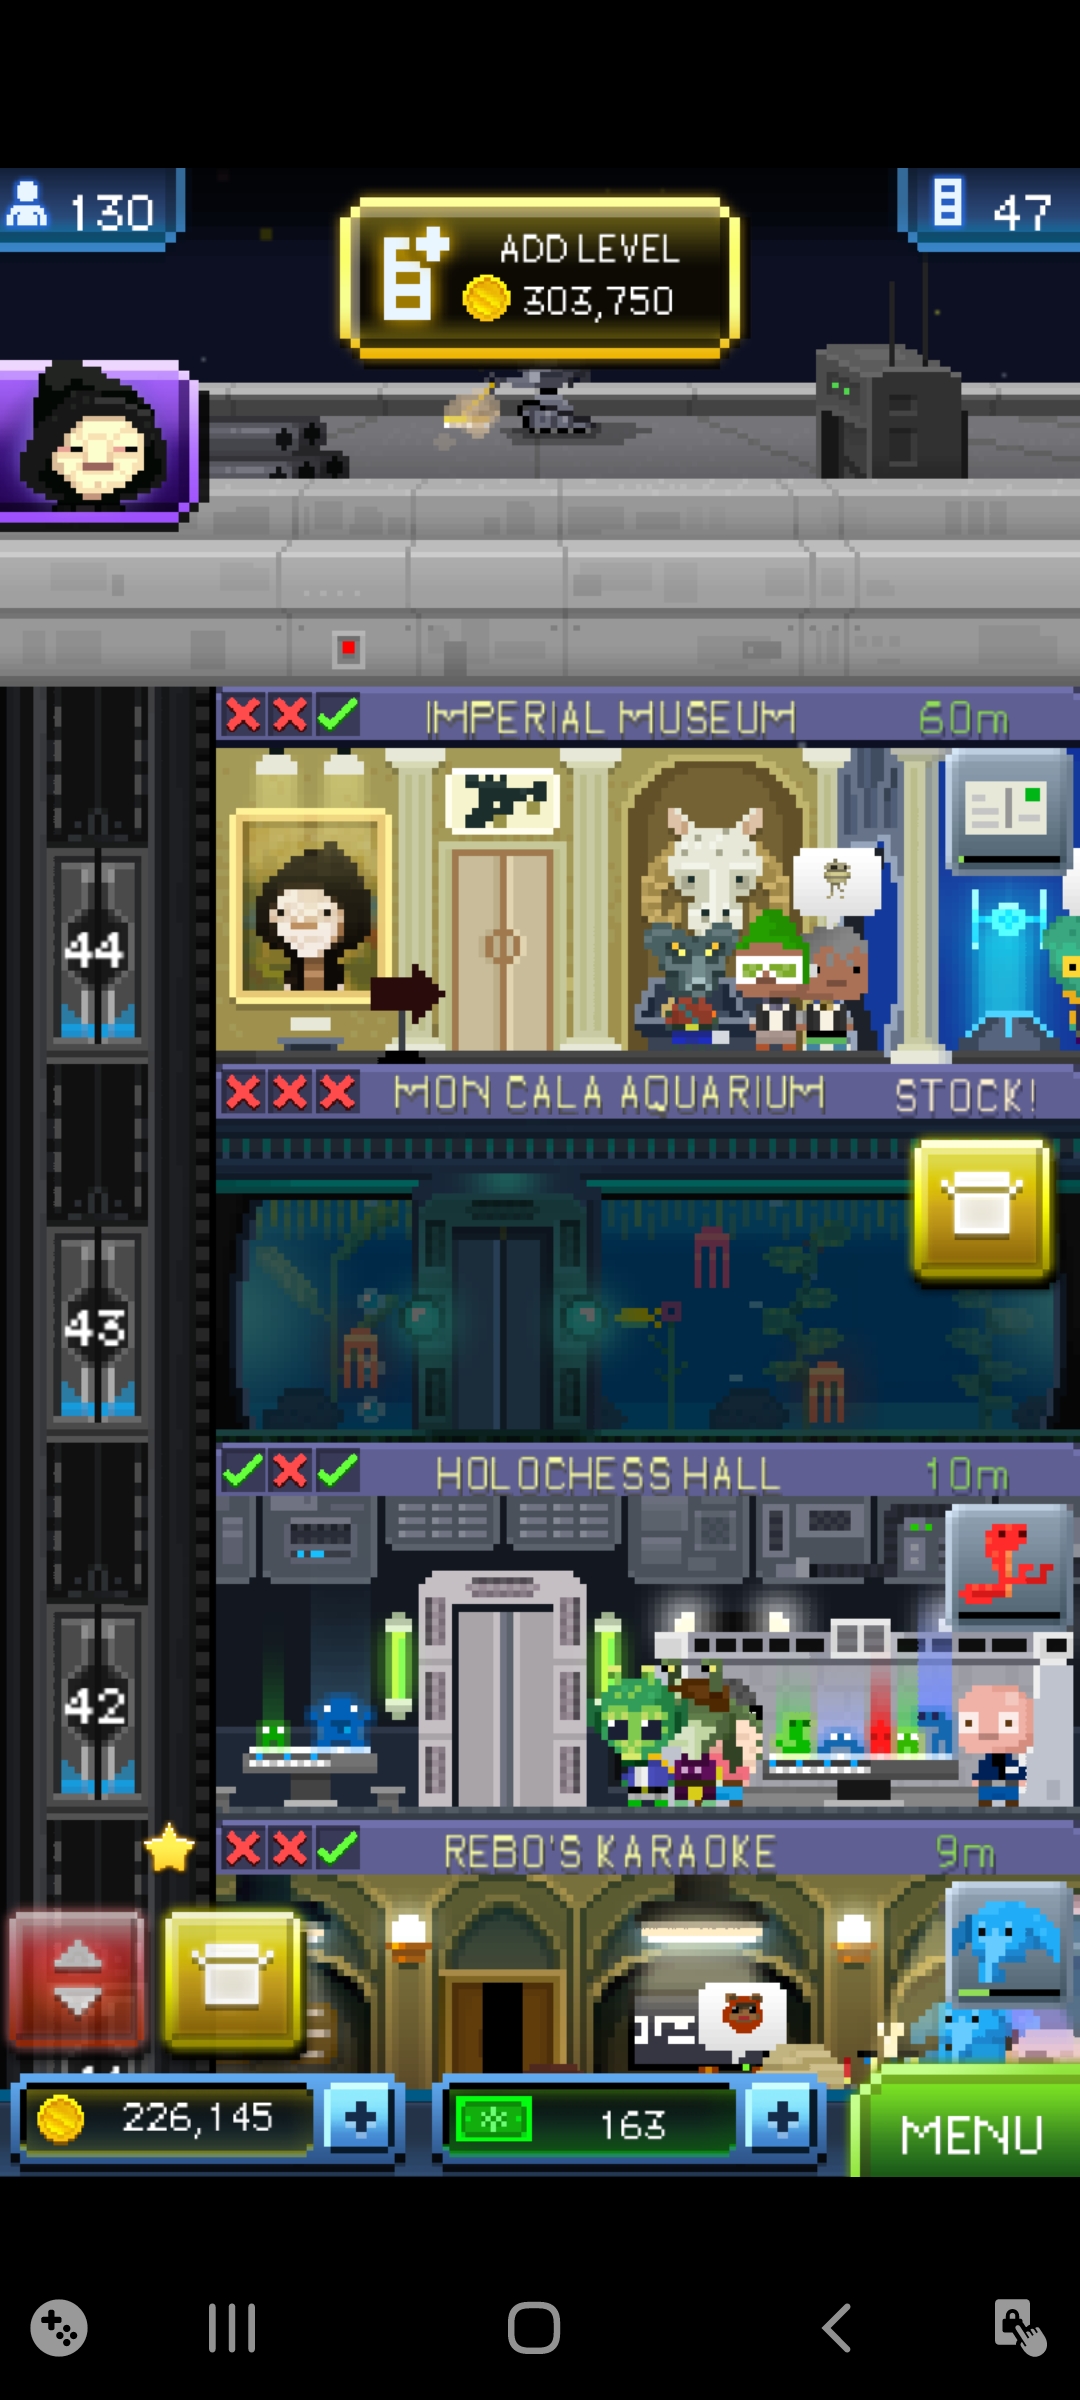 130
ADD LEVEL
303,750
47
IMPERIAL MUSEUM 60m
44
MON CALA AQUARIUM STOCK!
43
HOLOCHESS HALL 10m
42
REBO'S KARAOKE 9m
226,145
163
MENU